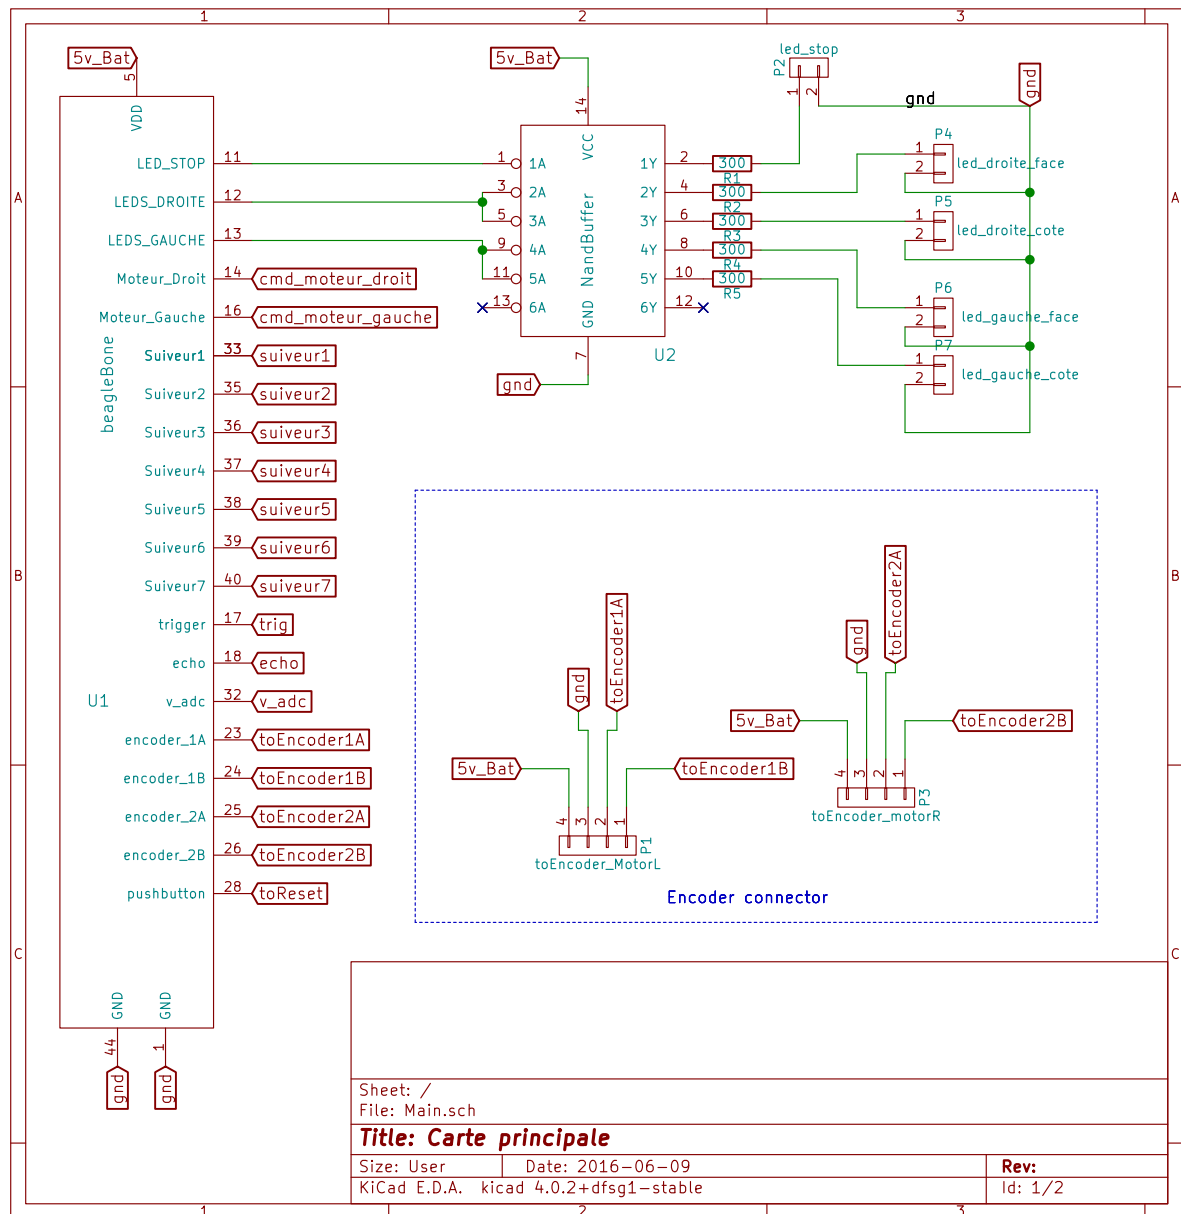 1
2
3
A
B
C
A
B
C
1
2
3
5v_Bat
5
VDD
LED_STOP
11
LEDS_DROITE
12
LEDS_GAUCHE
13
Moteur_Droit
14
cmd_moteur_droit
Moteur_Gauche
16
cmd_moteur_gauche
Suiveur1
33
suiveur1
Suiveur2
35
suiveur2
Suiveur3
36
suiveur3
Suiveur4
37
suiveur4
Suiveur5
38
suiveur5
Suiveur6
39
suiveur6
Suiveur7
40
suiveur7
trigger
17
trig
echo
18
echo
v_adc
32
v_adc
encoder_1A
23
toEncoder1A
encoder_1B
24
toEncoder1B
encoder_2A
25
toEncoder2A
encoder_2B
26
toEncoder2B
pushbutton
28
toReset
beagleBone
U1
GND
GND
44
1
gnd
gnd
5v_Bat
14
VCC
1
1A
3
2A
5
3A
9
4A
11
5A
13
6A
NandBuffer
GND
7
gnd
U2
1Y
2
300
R1
2Y
4
300
R2
3Y
6
300
R3
4Y
8
300
R4
5Y
10
300
R5
6Y
12
led_stop
P2
1
2
gnd
gnd
P4
1
2
led_droite_face
P5
1
2
led_droite_cote
P6
1
2
led_gauche_face
P7
1
2
led_gauche_cote
toEncoder1A
gnd
5v_Bat
toEncoder1B
4
3
2
1
P1
toEncoder_MotorL
toEncoder2A
gnd
5v_Bat
toEncoder2B
4
3
2
1
P3
toEncoder_motorR
Encoder connector
Sheet: /
File: Main.sch
Title: Carte principale
Size: User
Date: 2016-06-09
Rev:
KiCad E.D.A. kicad 4.0.2+dfsg1-stable
Id: 1/2